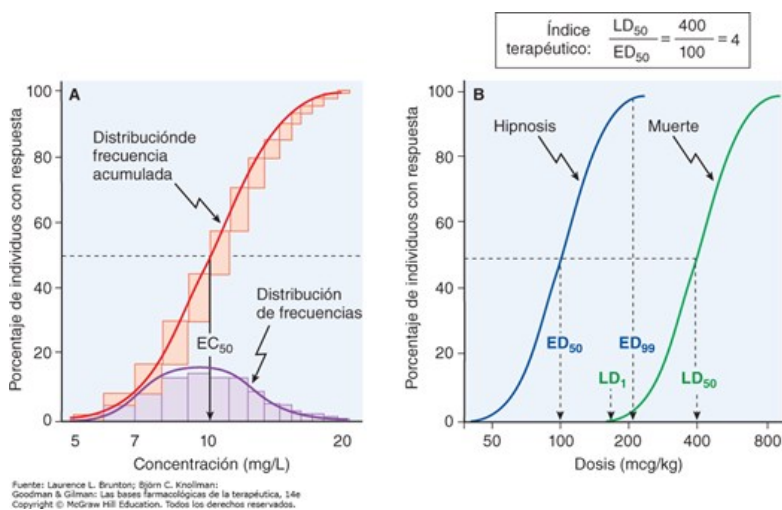 Índice
terapéutico:
LD50
ED50
=
400
100
= 4
A
Porcentaje de individuos con respuesta
100
80
60
40
20
0
Distribuciónde
frecuencia
acumulada
Distribución
de frecuencias
EC50
5
7
10
20
Concentración (mg/L)
B
Porcentaje de individuos con respuesta
100
80
60
40
20
0
Hipnosis
Muerte
ED50
ED99
LD1
LD50
50
100
200
400
800
Dosis (mcg/kg)
Fuente: Laurence L. Brunton; Björn C. Knollman:
Goodman & Gilman: Las bases farmacológicas de la terapéutica, 14e
Copyright © McGraw Hill Education. Todos los derechos reservados.